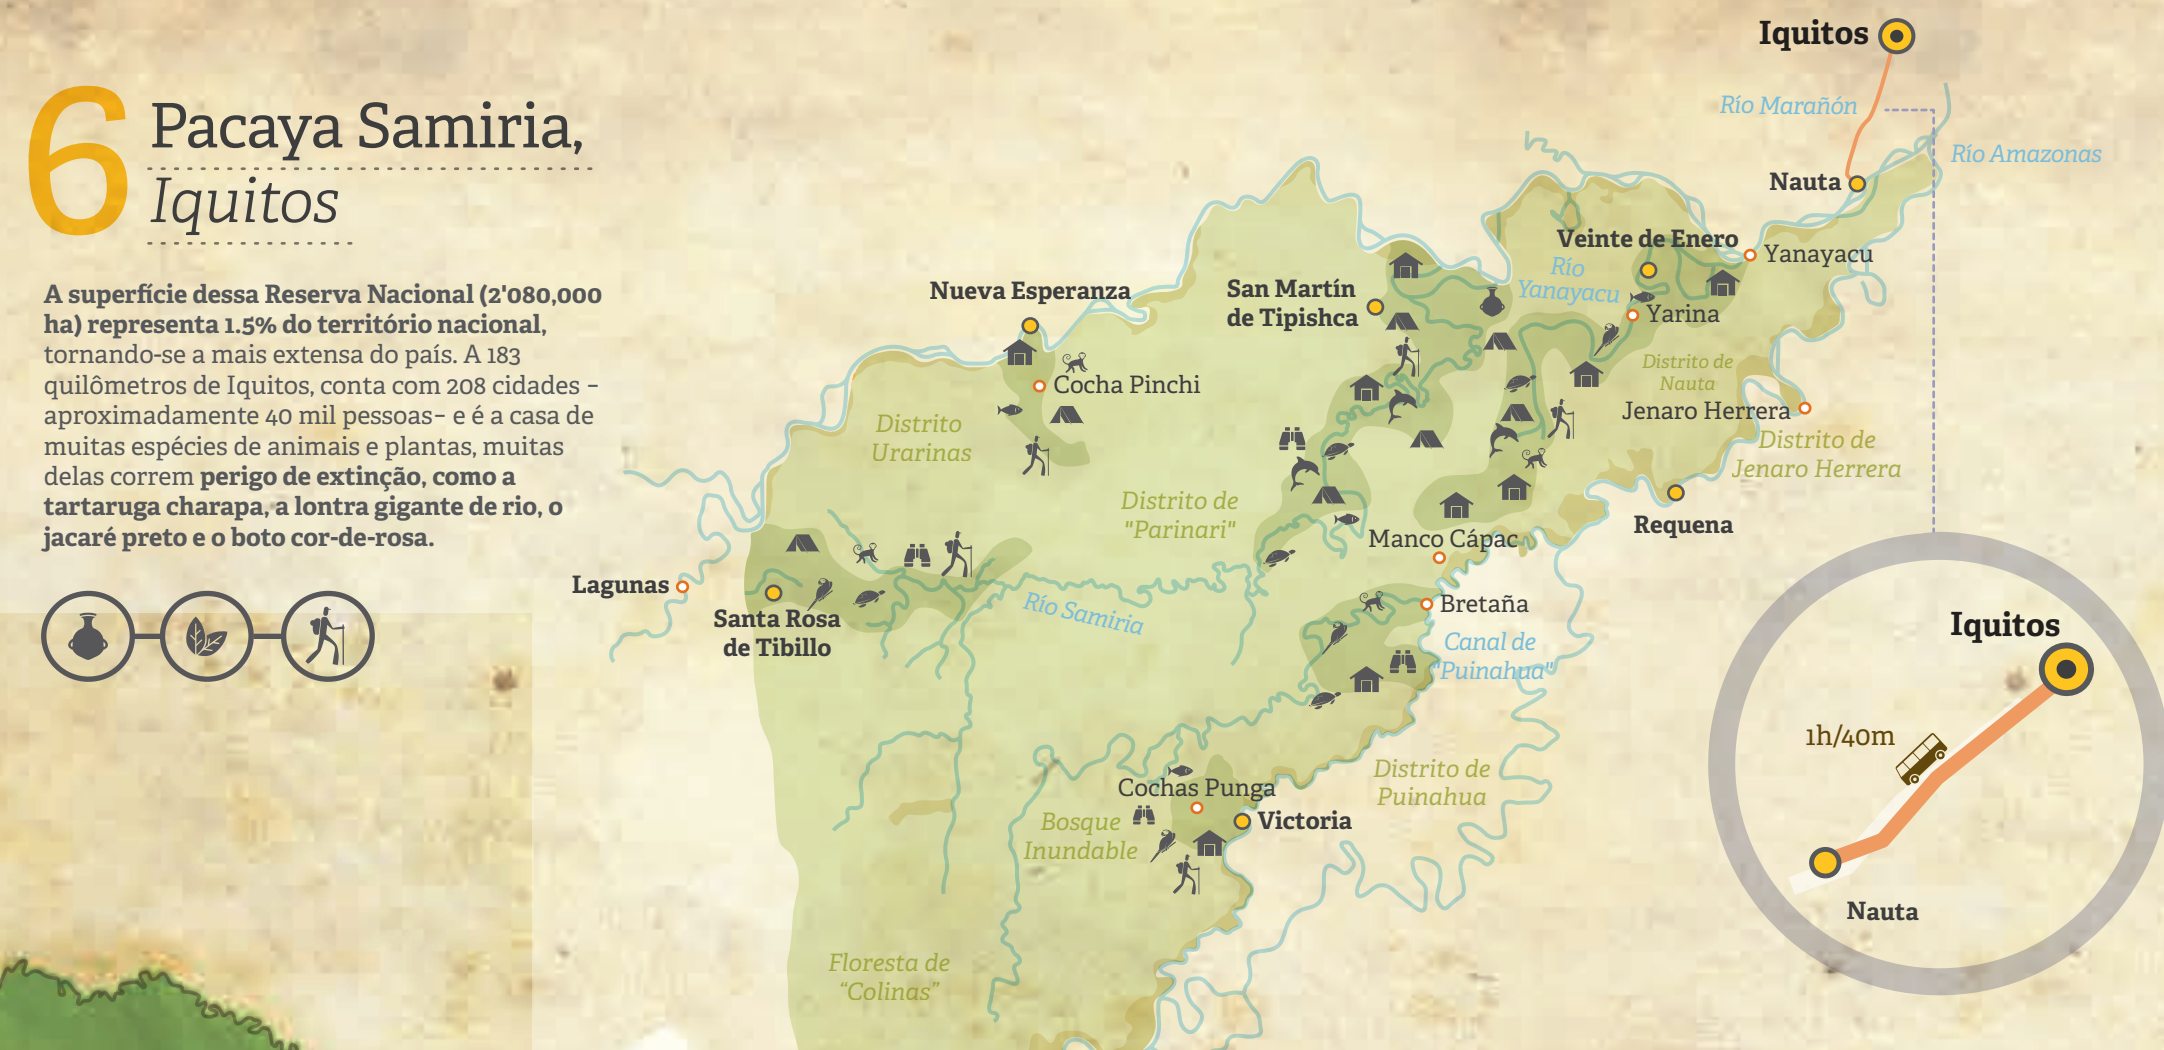 6
Pacaya Samiria,
Iquitos
A superfície dessa Reserva Nacional (2'080,000
ha) representa 1.5% do território nacional,
tornando-se a mais extensa do país. A 183
quilômetros de Iquitos, conta com 208 cidades –
aproximadamente 40 mil pessoas– e é a casa de
muitas espécies de animais e plantas, muitas
delas correm perigo de extinção, como a
tartaruga charapa, a lontra gigante de rio, o
jacaré preto e o boto cor-de-rosa.
Iquitos
Río Marañón
Río Amazonas
Nauta
Veinte de Enero
Yanayacu
Río
Yanayacu
Yarina
Nueva Esperanza
San Martín
de Tipishca
Cocha Pinchi
Distrito de
Nauta
Jenaro Herrera
Distrito de
Jenaro Herrera
Distrito
Urarinas
Distrito de
"Parinari"
Requena
Manco Cápac
Lagunas
Santa Rosa
de Tibillo
Río Samiria
Bretaña
Canal de
"Puinahua"
Distrito de
Puinahua
Cochas Punga
Victoria
Bosque
Inundable
Floresta de
“Colinas”
Iquitos
1h/40m
Nauta